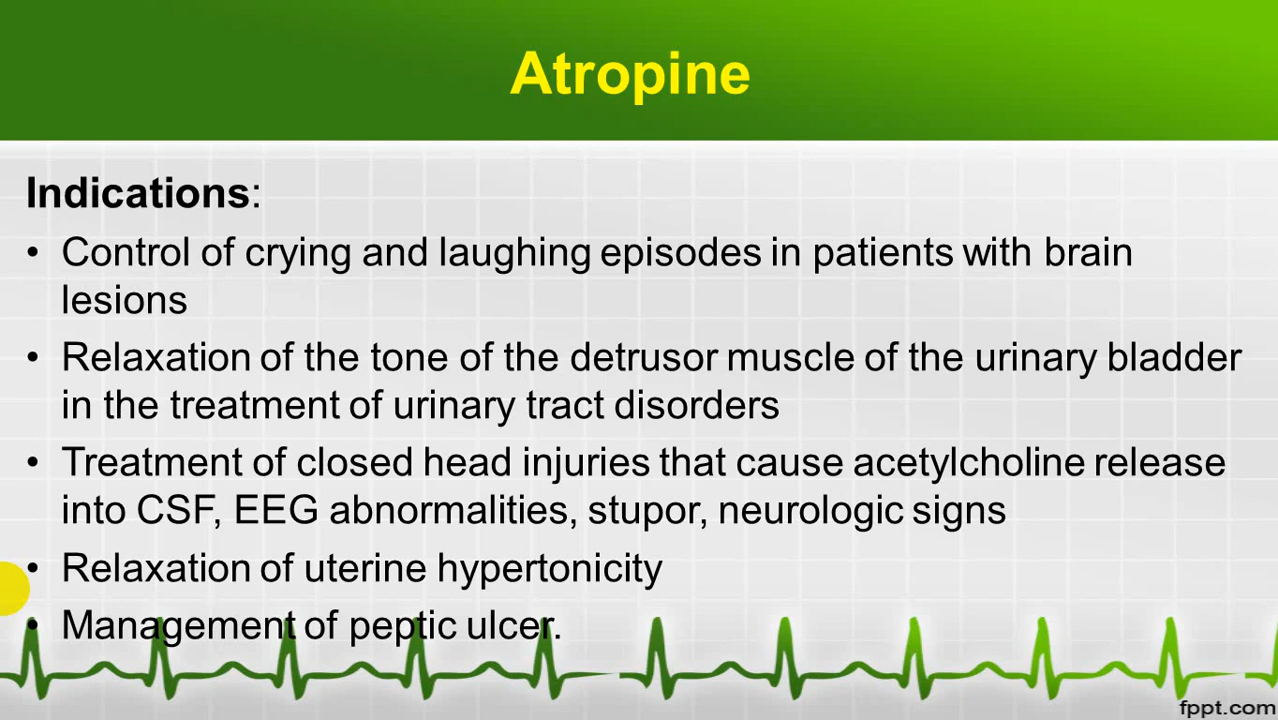 Atropine
Indications:
• Control of crying and laughing episodes in patients with brain
lesions
• Relaxation of the tone of the detrusor muscle of the urinary bladder
in the treatment of urinary tract disorders
• Treatment of closed head injuries that cause acetylcholine release
into CSF, EEG abnormalities, stupor, neurologic signs
• Relaxation of uterine hypertonicity
• Management of peptic ulcer.
fppt.com